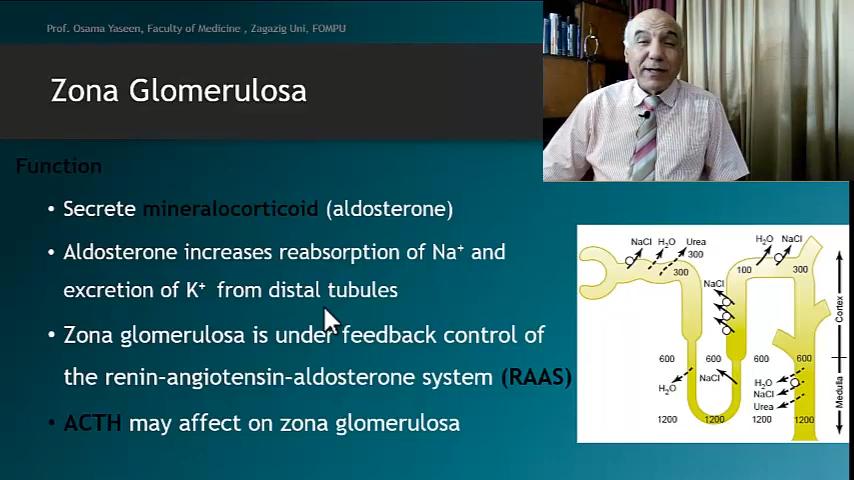 Prof. Osama Yaseen, Faculty of Medicine , Zagazig Uni, FOMPU
Zona Glomerulosa
Function
• Secrete mineralocorticoid (aldosterone)
• Aldosterone increases reabsorption of Na⁺ and
excretion of K⁺ from distal tubules
• Zona glomerulosa is under feedback control of
the renin-angiotensin-aldosterone system (RAAS)
• ACTH may affect on zona glomerulosa
NaCl H₂O Urea
300
300
H₂O NaCl
100 300
NaCl
600 600 600 600
H₂O
NaCl
H₂O
NaCl
Urea
1200 1200 1200 1200
Cortex
Medulla